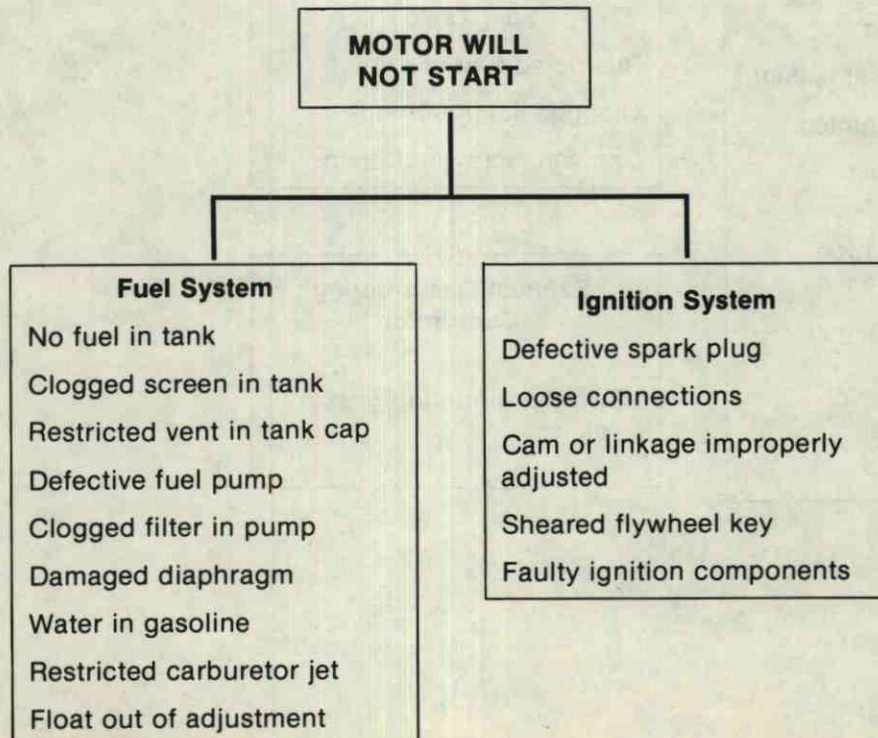 MOTOR WILL
NOT START
Fuel System
No fuel in tank
Clogged screen in tank
Restricted vent in tank cap
Defective fuel pump
Clogged filter in pump
Damaged diaphragm
Water in gasoline
Restricted carburetor jet
Float out of adjustment
Ignition System
Defective spark plug
Loose connections
Cam or linkage improperly
adjusted
Sheared flywheel key
Faulty ignition components